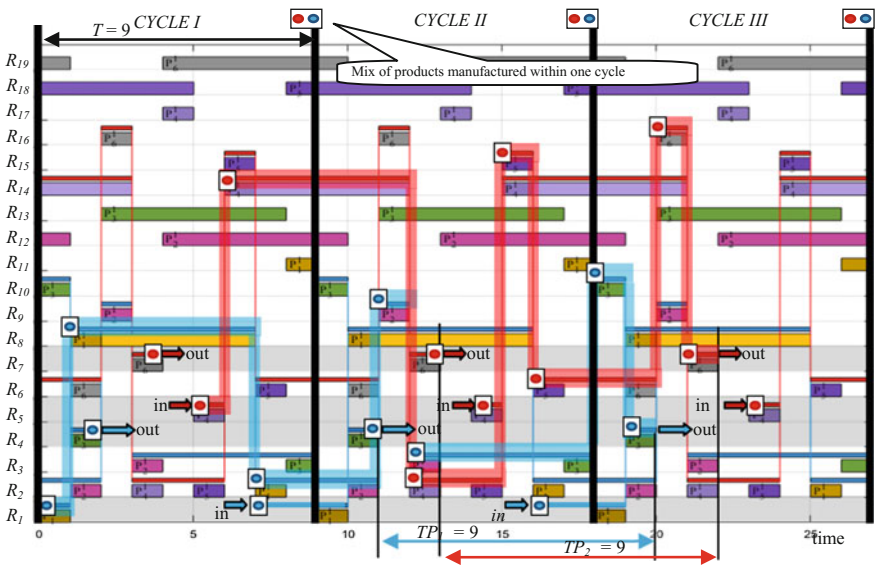 CYCLE I CYCLE II CYCLE III
T = 9
Mix of products manufactured within one cycle
R19
R18
R17
R16
R15
R14
R13
R12
R11
R10
R9
R8
R7 out out out
R6
R5 in in in
R4 out out out
R3
R2
R1 in in
0 5 10 15 20 25 time
TP1 = 9
TP2 = 9